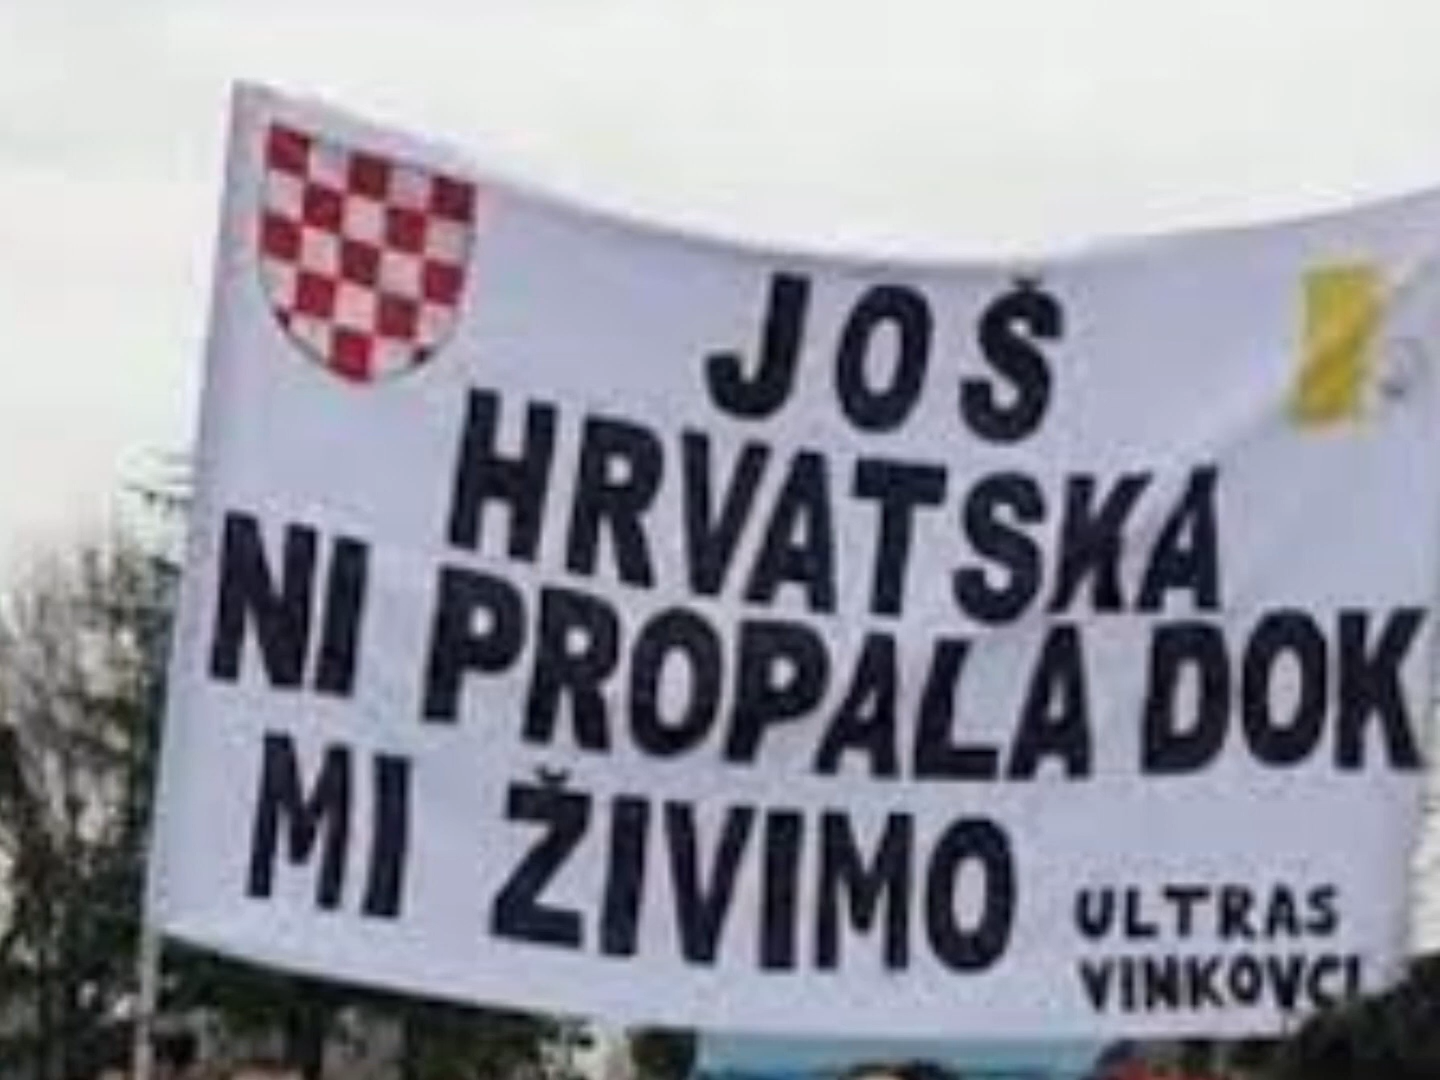 JOŠ
HRVATSKA
NI PROPALA DOK
MI ŽIVIMO
ULTRAS
VINKOVCI